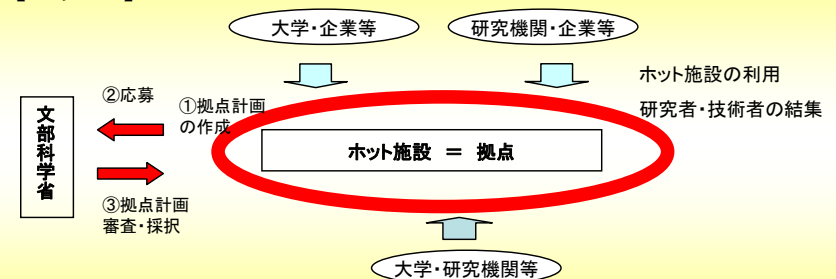 大学・企業等
研究機関・企業等
ホット施設の利用
研究者・技術者の結集
②応募
①拠点計画
の作成
文部科学省
ホット施設 = 拠点
③拠点計画
審査・採択
大学・研究機関等